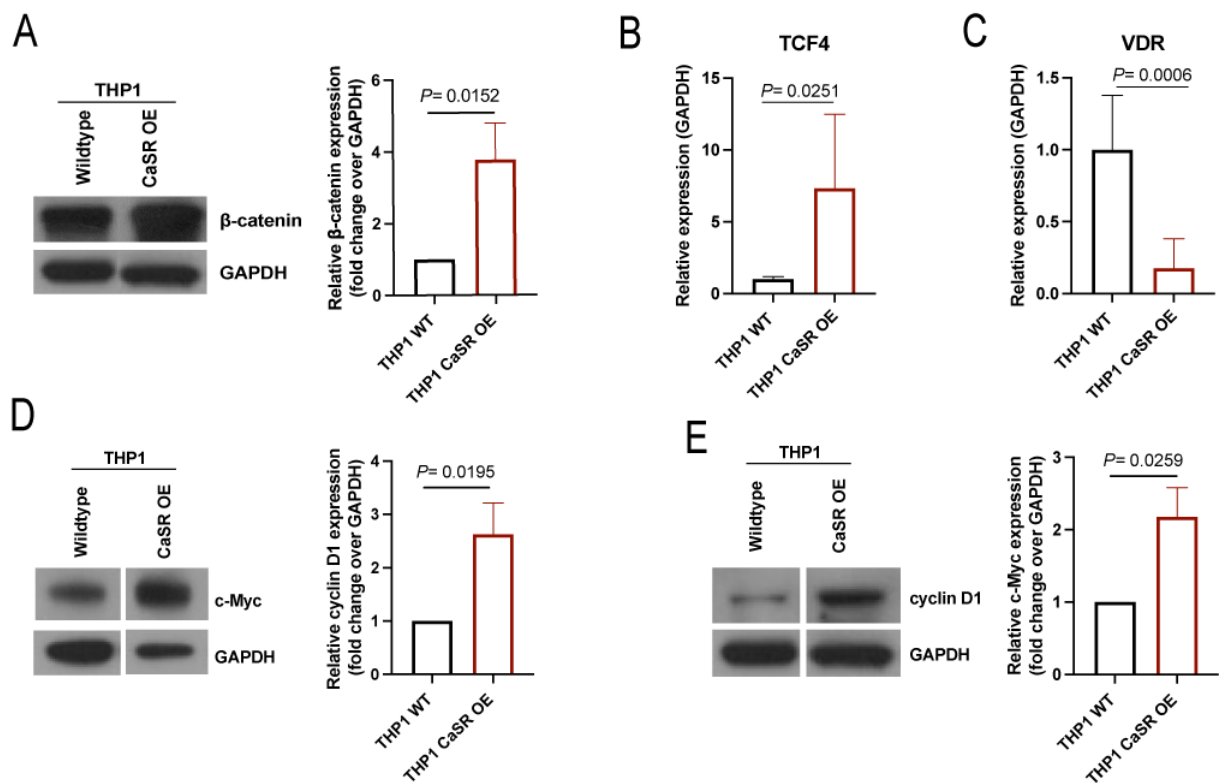 A
THP1
Wildtype
CaSR OE
β-catenin
GAPDH
Relative β-catenin expression
(fold change over GAPDH)
6
4
2
0
P= 0.0152
THP1 WT
THP1 CaSR OE
B
TCF4
Relative expression (GAPDH)
15
10
5
0
P= 0.0251
THP1 WT
THP1 CaSR OE
C
VDR
Relative expression (GAPDH)
1.5
1.0
0.5
0.0
P= 0.0006
THP1 WT
THP1 CaSR OE
D
THP1
Wildtype
CaSR OE
c-Myc
GAPDH
Relative cyclin D1 expression
(fold change over GAPDH)
4
3
2
1
0
P= 0.0195
THP1 WT
THP1 CaSR OE
E
THP1
Wildtype
CaSR OE
cyclin D1
GAPDH
Relative c-Myc expression
(fold change over GAPDH)
3
2
1
0
P= 0.0259
THP1 WT
THP1 CaSR OE